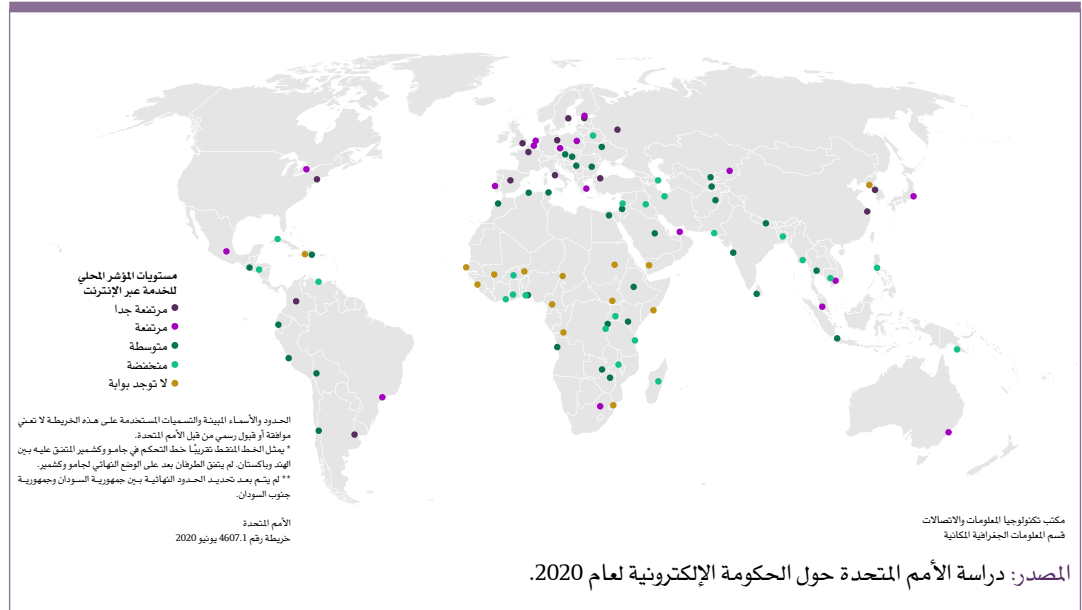 مستويات المؤشر المحلي
للخدمة عبر الإنترنت
مرتفعة جدا
مرتفعة
متوسطة
منخفضة
لا توجد بوابة
الحدود والأسماء المبينة والتسميات المستخدمة على هذه الخريطة لا تعني
موافقة أو قبول رسمي من قبل الأمم المتحدة.
* يمثل الخط المنقط تقريبًا خط التحكم في جامو وكشمير المتفق عليه بين
الهند وباكستان. لم يتفق الطرفان بعد على الوضع النهائي لجامو وكشمير.
** لم يتم بعد تحديد الحدود النهائية بين جمهورية السودان وجمهورية
جنوب السودان.
الأمم المتحدة
خريطة رقم 4607.1 يونيو 2020
مكتب تكنولوجيا المعلومات والاتصالات
قسم المعلومات الجغرافية المكانية
المصدر: دراسة الأمم المتحدة حول الحكومة الإلكترونية لعام 2020.